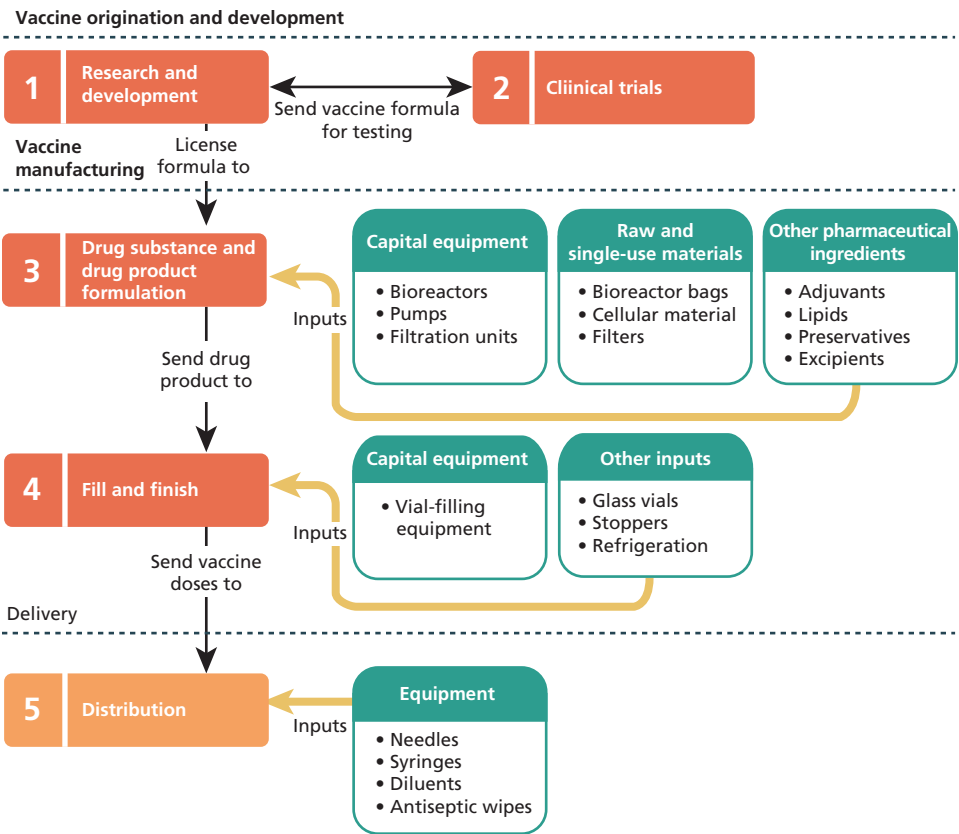 Vaccine origination and development
1
Research and
development
Send vaccine formula
for testing
2
Cliinical trials
Vaccine
manufacturing
License
formula to
3
Drug substance and
drug product
formulation
Inputs
Capital equipment
• Bioreactors
• Pumps
• Filtration units
Raw and
single-use materials
• Bioreactor bags
• Cellular material
• Filters
Other pharmaceutical
ingredients
• Adjuvants
• Lipids
• Preservatives
• Excipients
Send drug
product to
4
Fill and finish
Inputs
Capital equipment
• Vial-filling
equipment
Other inputs
• Glass vials
• Stoppers
• Refrigeration
Send vaccine
doses to
Delivery
5
Distribution
Inputs
Equipment
• Needles
• Syringes
• Diluents
• Antiseptic wipes